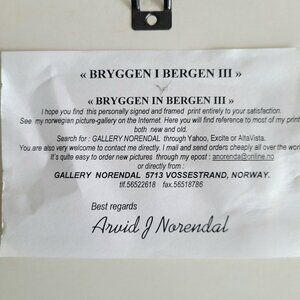 « BRYGGEN I BERGEN III »
« BRYGGEN IN BERGEN III »
I hope you find this personally signed and framed print entirely to your satisfaction.
See my norwegian picture-gallery on the Internet. Here you will find reference to most of my prints
both new and old.
Search for : GALLERY NORENDAL through Yahoo, Excite or AltaVista.
You are also very welcome to contact me directly. I mail and send orders cheaply all over the world.
It's quite easy to order new pictures through my epost : anorenda@online.no
or directly from :
GALLERY NORENDAL 5713 VOSSESTRAND, NORWAY.
tlf.56522618 fax.56518786
Best regards
Arvid J Norendal